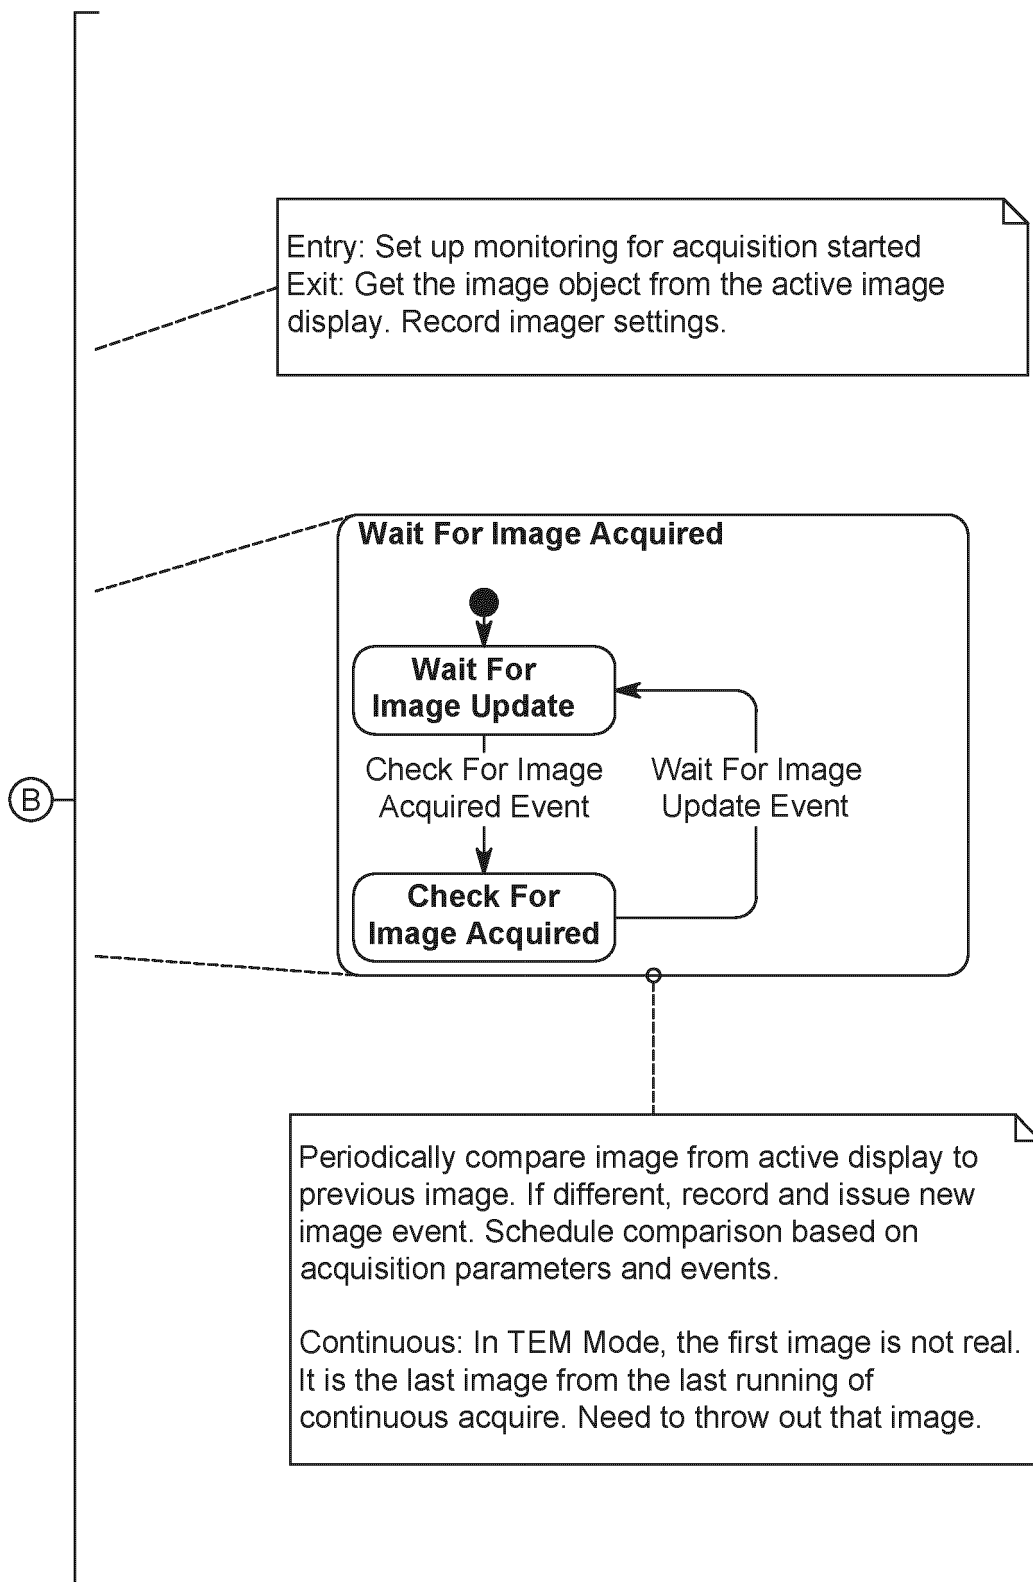 Entry: Set up monitoring for acquisition started
Exit: Get the image object from the active image
display. Record imager settings.
Wait For Image Acquired
Wait For
Image Update
Check For Image
Acquired Event
Wait For Image
Update Event
B
Check For
Image Acquired
Periodically compare image from active display to
previous image. If different, record and issue new
image event. Schedule comparison based on
acquisition parameters and events.
Continuous: In TEM Mode, the first image is not real.
It is the last image from the last running of
continuous acquire. Need to throw out that image.